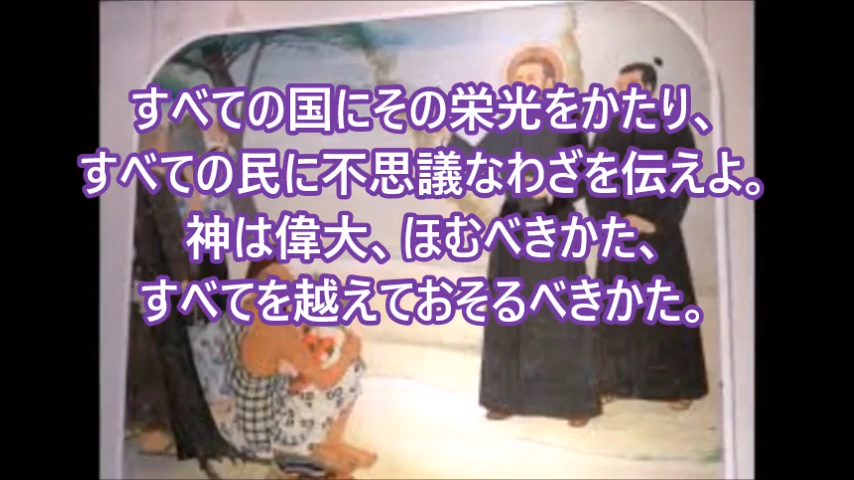 すべての国にその栄光をかたり、
すべての民に不思議なわざを伝えよ。
神は偉大、ほむべきかた、
すべてを越えておそるべきかた。